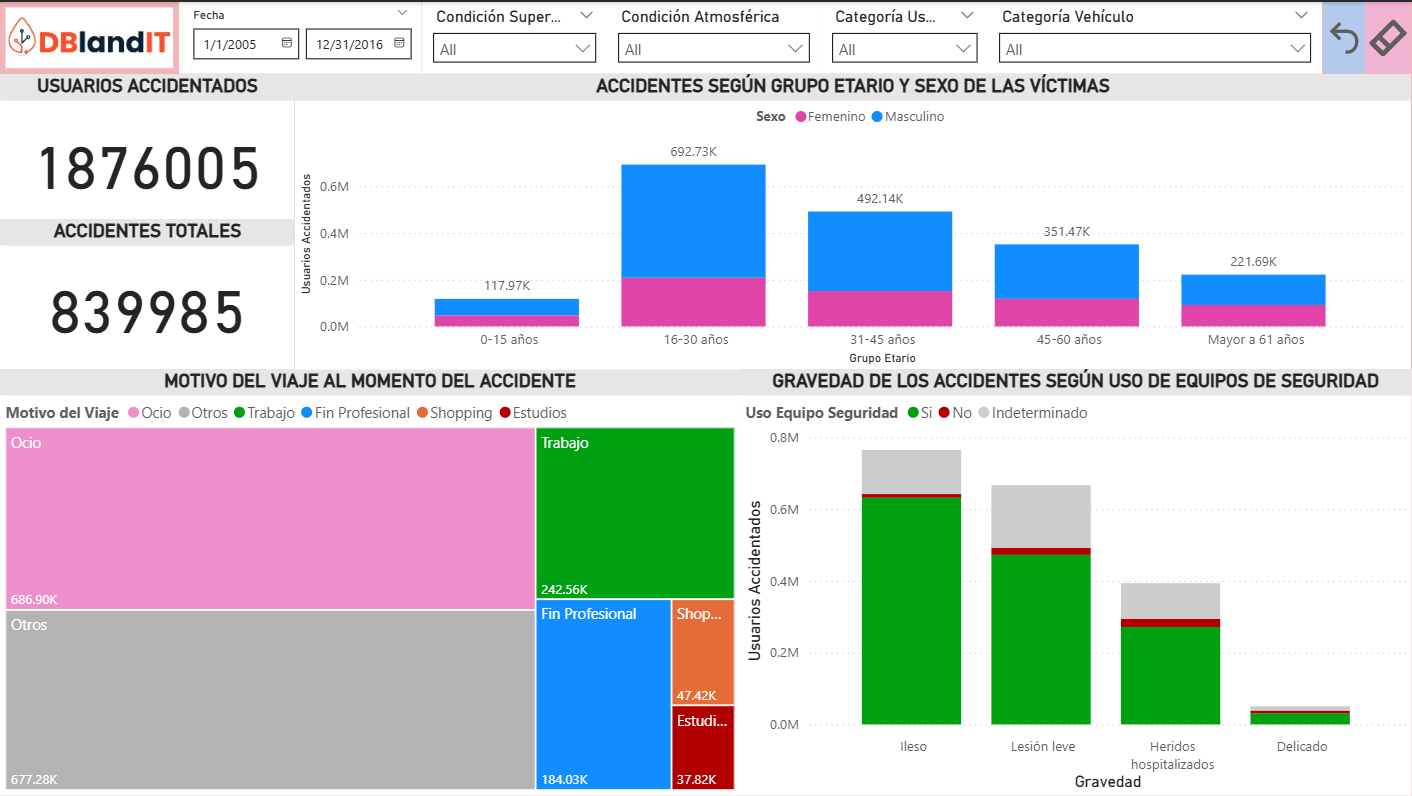 DBlandIT
Fecha
1/1/2005
12/31/2016
Condición Super...
All
Condición Atmosférica
All
Categoría Us...
All
Categoría Vehículo
All
USUARIOS ACCIDENTADOS
1876005
ACCIDENTES TOTALES
839985
ACCIDENTES SEGÚN GRUPO ETARIO Y SEXO DE LAS VÍCTIMAS
Sexo Femenino Masculino
Usuarios Accidentados
0.6M
0.4M
0.2M
0.0M
117.97K
692.73K
492.14K
351.47K
221.69K
0-15 años
16-30 años
31-45 años
45-60 años
Mayor a 61 años
Grupo Etario
MOTIVO DEL VIAJE AL MOMENTO DEL ACCIDENTE
Motivo del Viaje Ocio Otros Trabajo Fin Profesional Shopping Estudios
Ocio
686.90K
Otros
677.28K
Trabajo
242.56K
Fin Profesional
184.03K
Shop...
47.42K
Estudi...
37.82K
GRAVEDAD DE LOS ACCIDENTES SEGÚN USO DE EQUIPOS DE SEGURIDAD
Uso Equipo Seguridad Si No Indeterminado
Usuarios Accidentados
0.8M
0.6M
0.4M
0.2M
0.0M
Ileso
Lesión leve
Heridos
hospitalizados
Delicado
Gravedad